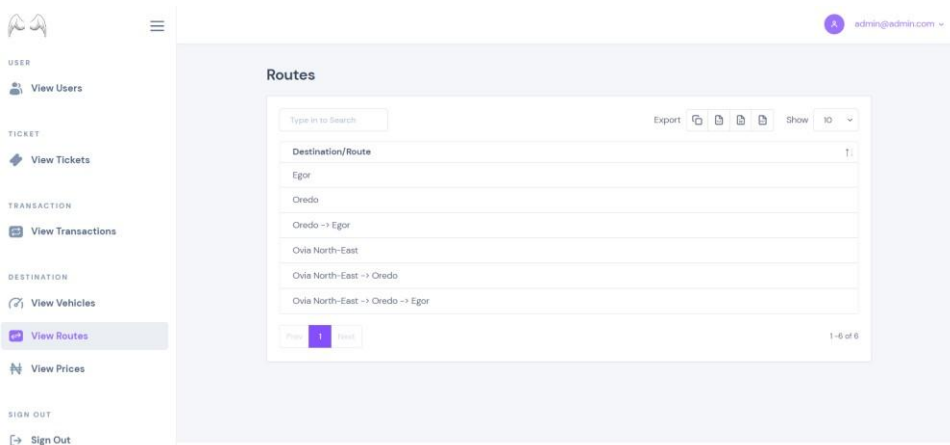 admin@admin.com
USER
View Users
TICKET
View Tickets
TRANSACTION
View Transactions
DESTINATION
View Vehicles
View Routes
View Prices
SIGN OUT
Sign Out
Routes
Type in to Search
Export
Show 10
Destination/Route
Egor
Oredo
Oredo -> Egor
Ovia North-East
Ovia North-East -> Oredo
Ovia North-East -> Oredo -> Egor
Prev 1 Next
1 -6 of 6